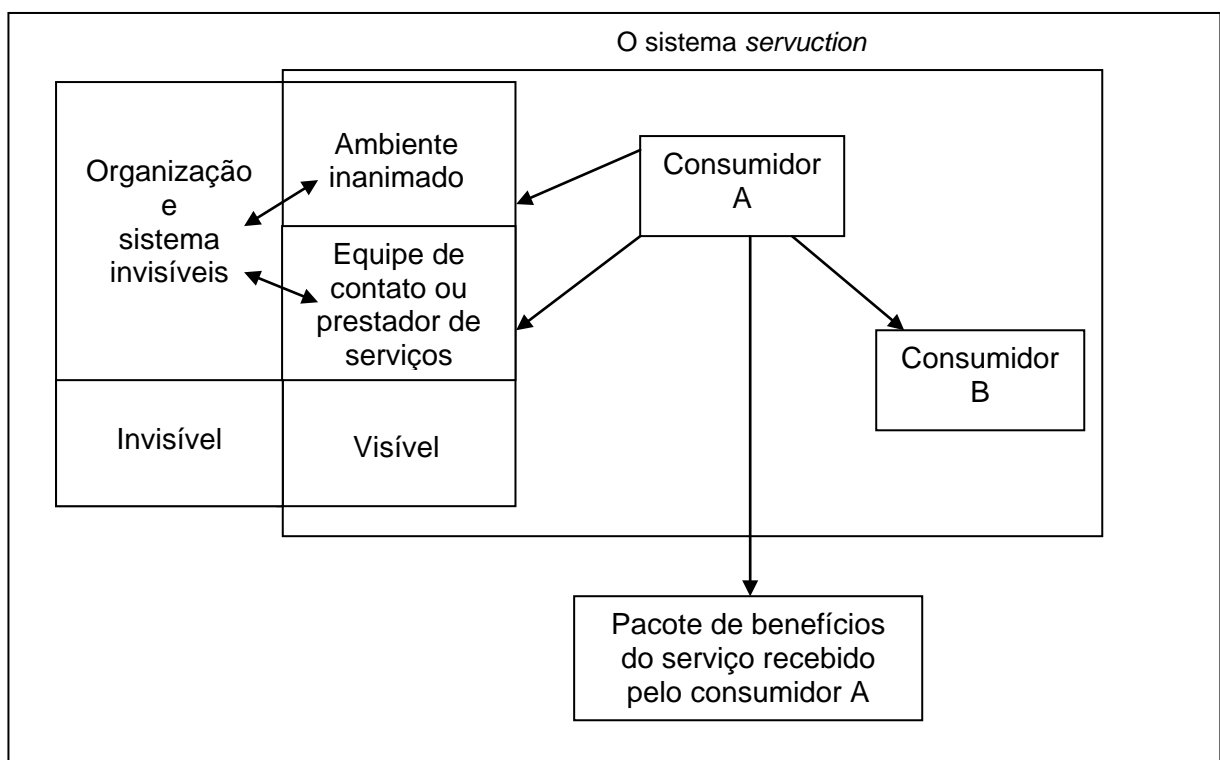 O sistema servuction
Organização
e
sistema
invisíveis
Ambiente
inanimado
Equipe de
contato ou
prestador de
serviços
Invisível
Visível
Consumidor
A
Consumidor
B
Pacote de benefícios
do serviço recebido
pelo consumidor A